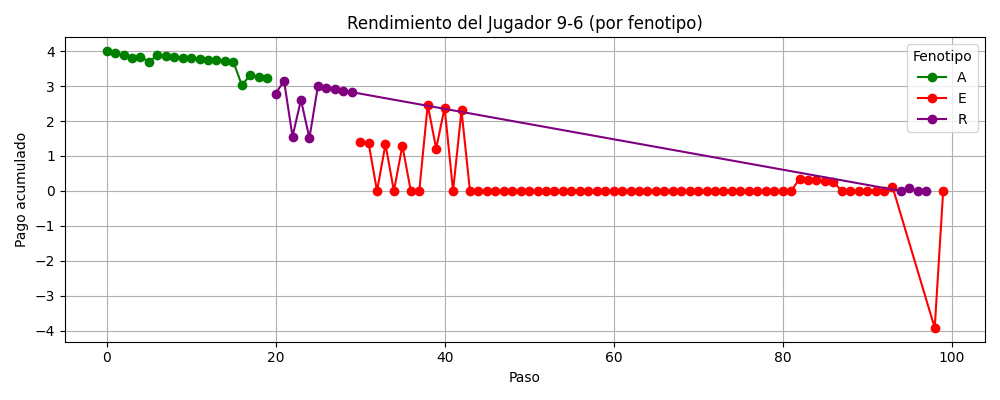 Rendimiento del Jugador 9-6 (por fenotipo)
Pago acumulado
4
3
2
1
0
−1
−2
−3
−4
0
20
40
60
80
100
Paso
Fenotipo
A
E
R